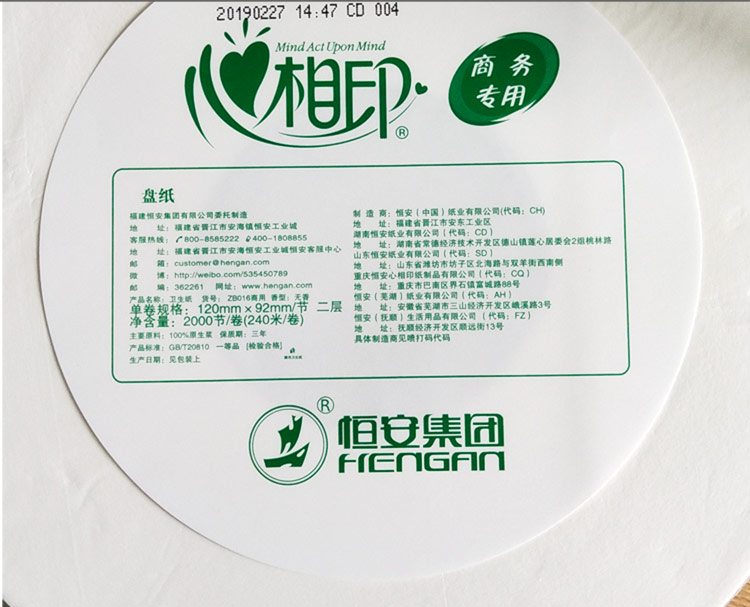 20190227 14:47 CD 004
Mind Act Upon Mind
心相印®
商务
专用
盘纸
福建恒安集团有限公司委托制造
地 址: 福建省晋江市安海镇恒安工业城
客服热线: 800-8585222 400-1808855
地 址: 福建省晋江市安海恒安工业城恒安客服中心
邮 箱: customer@hengan.com
微 博: http://weibo.com/535450789
邮 编: 362261 网址: www.hengan.com
产品名称: 卫生纸 货号: ZB016商用 香型: 无香
单卷规格: 120mm × 92mm/节 二层
净含量: 2000节/卷(240米/卷)
主要原料: 100%原生浆 保质期: 三年
产品标准: GB/T20810 一等品 [检验合格]
生产日期: 见包装上
制 造 商: 恒安(中国)纸业有限公司(代码: CH)
地 址: 福建省晋江市安东工业区
湖南恒安纸业有限公司(代码: CD)
地 址: 湖南省常德经济技术开发区德山镇莲心居委会2组桃林路
山东恒安纸业有限公司(代码: SD)
地 址: 山东省潍坊市坊子区北海路与双羊街西南侧
重庆恒安心相印纸制品有限公司(代码: CQ)
地 址: 重庆市巴南区界石镇富城路88号
恒安(芜湖)纸业有限公司(代码: AH)
地 址: 安徽省芜湖市三山经济开发区峨溪路3号
恒安(抚顺)生活用品有限公司(代码: FZ)
地 址: 抚顺经济开发区顺远街13号
具体制造商见喷打码代码
®
恒安集团
HENGAN